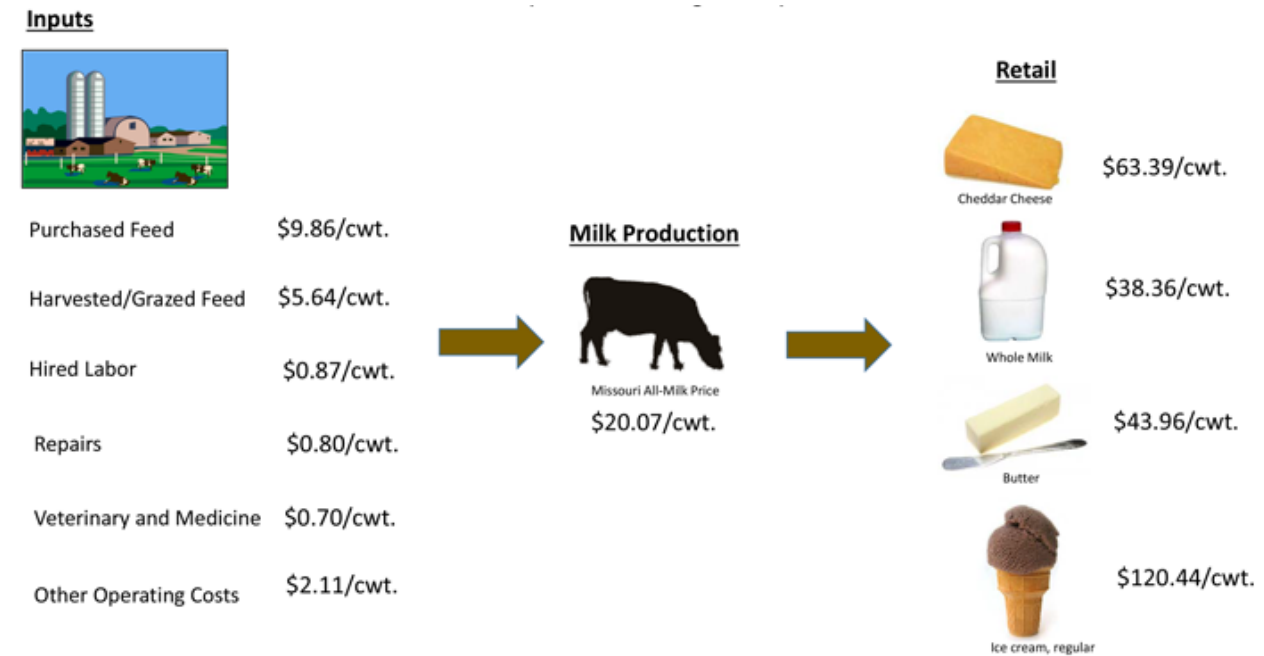 Inputs
Purchased Feed $9.86/cwt.
Harvested/Grazed Feed $5.64/cwt.
Hired Labor $0.87/cwt.
Repairs $0.80/cwt.
Veterinary and Medicine $0.70/cwt.
Other Operating Costs $2.11/cwt.
Milk Production
Missouri All-Milk Price
$20.07/cwt.
Retail
$63.39/cwt.
Cheddar Cheese
$38.36/cwt.
Whole Milk
$43.96/cwt.
Butter
$120.44/cwt.
Ice cream, regular